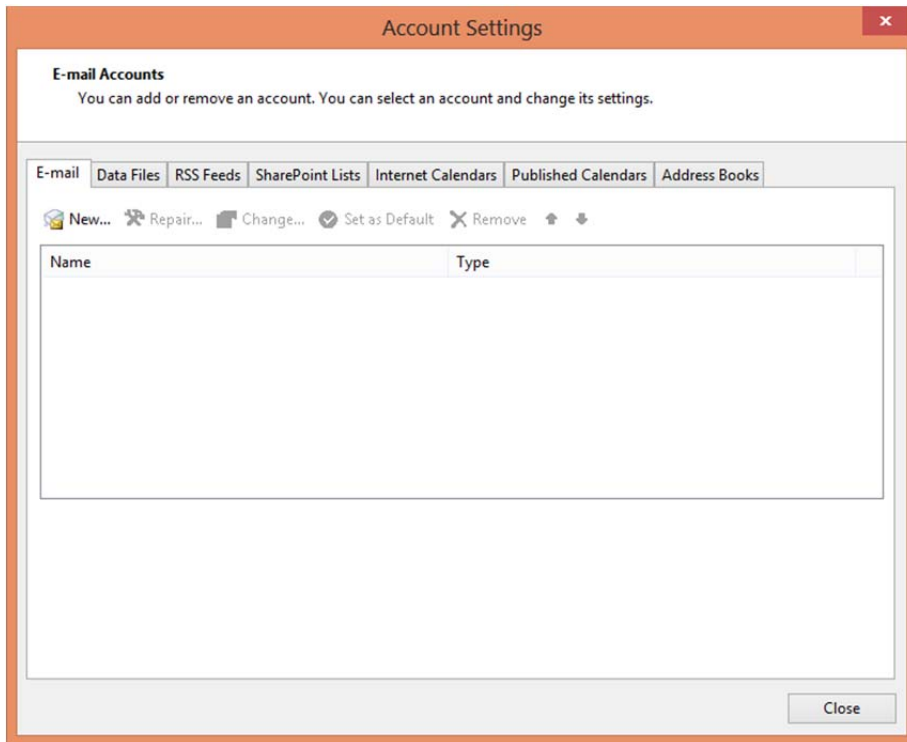 Account Settings
E-mail Accounts
You can add or remove an account. You can select an account and change its settings.
E-mail Data Files RSS Feeds SharePoint Lists Internet Calendars Published Calendars Address Books
New... Repair... Change... Set as Default Remove
Name Type
Close